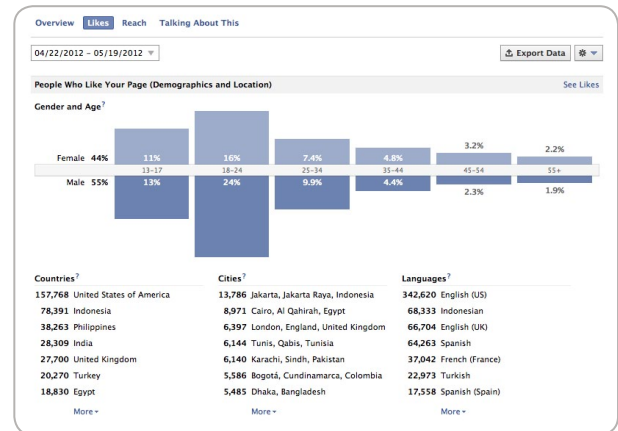 Overview Likes Reach Talking About This
04/22/2012 – 05/19/2012
Export Data
People Who Like Your Page (Demographics and Location) See Likes
Gender and Age?
Female 44% 11% 16% 7.4% 4.8% 3.2% 2.2%
13-17 18-24 25-34 35-44 45-54 55+
Male 55% 13% 24% 9.9% 4.4% 2.3% 1.9%
Countries? Cities? Languages?
157,768 United States of America 13,786 Jakarta, Jakarta Raya, Indonesia 342,620 English (US)
78,391 Indonesia 8,971 Cairo, Al Qahirah, Egypt 68,333 Indonesian
38,263 Philippines 6,397 London, England, United Kingdom 66,704 English (UK)
28,309 India 6,144 Tunis, Qabis, Tunisia 64,263 Spanish
27,700 United Kingdom 6,140 Karachi, Sindh, Pakistan 37,042 French (France)
20,270 Turkey 5,586 Bogotá, Cundinamarca, Colombia 22,973 Turkish
18,830 Egypt 5,485 Dhaka, Bangladesh 17,558 Spanish (Spain)
More More More